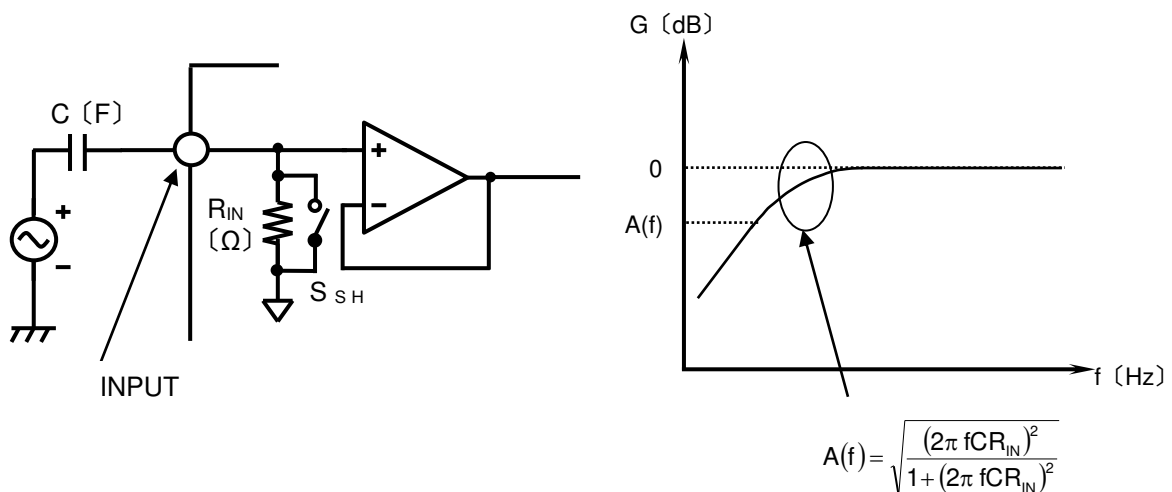 C〔F〕
+
−
R_IN
〔Ω〕
S_SH
+
−
INPUT
G〔dB〕
0
A(f)
f〔Hz〕
A(f) = √((2π fCR_IN)² / (1 + (2π fCR_IN)²))